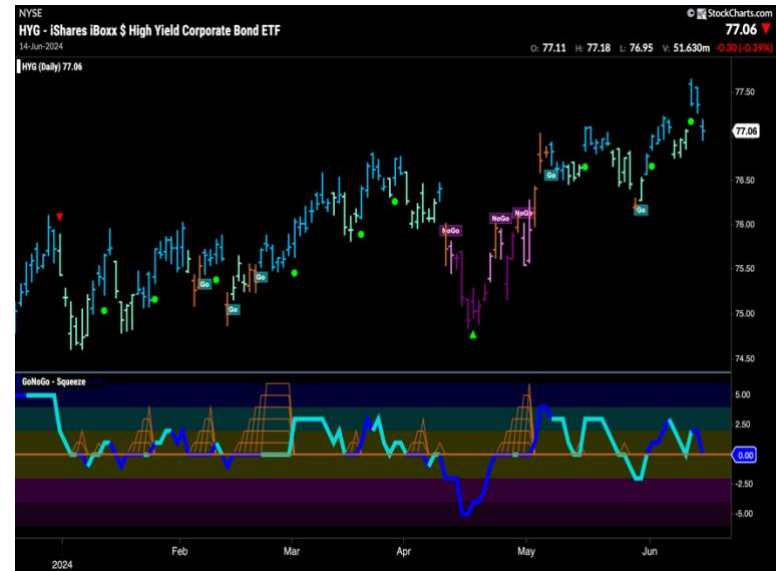 NYSE
© StockCharts.com
HYG - iShares iBoxx $ High Yield Corporate Bond ETF
77.06
14-Jun-2024
O: 77.11 H: 77.18 L: 76.95 V: 51.630m -0.30 (-0.39%)
HYG (Daily) 77.06
77.50
77.06
76.50
76.00
75.50
75.00
74.50
Go
Go
Go
NoGo
NoGo
NoGo
Go
Go
GoNoGo - Squeeze
5.00
2.50
0.00
-2.50
-5.00
Feb
Mar
Apr
May
Jun
2024